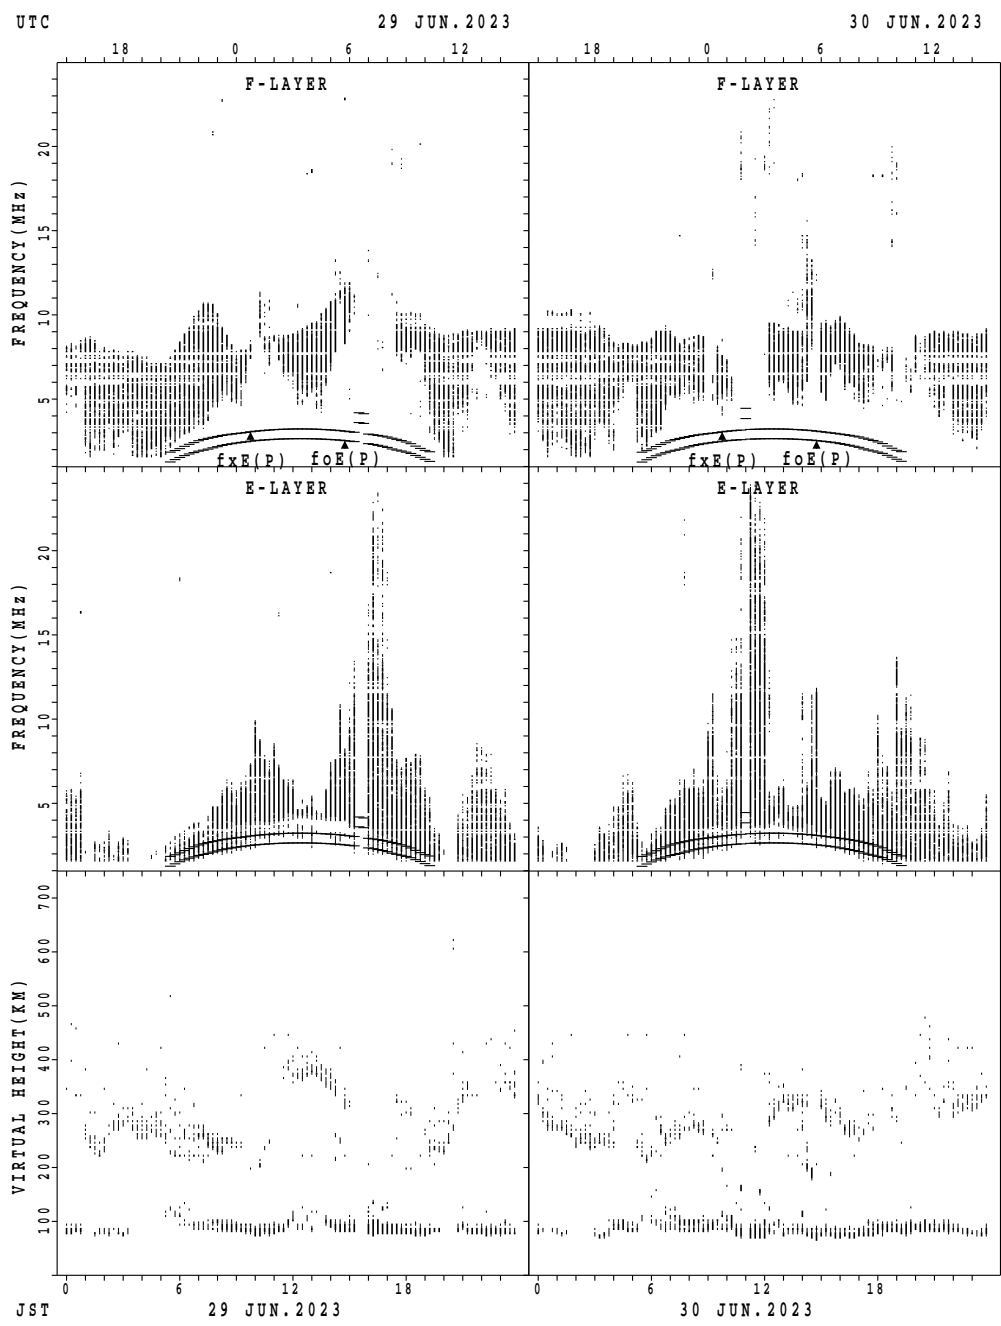 UTC 29 JUN.2023 30 JUN.2023
18 0 6 12 18 0 6 12
F-LAYER F-LAYER
FREQUENCY(MHz)
20
15
10
5
fxE(P) foE(P) fxE(P) foE(P)
E-LAYER E-LAYER
FREQUENCY(MHz)
20
15
10
5
VIRTUAL HEIGHT(KM)
700
600
500
400
300
200
100
0 6 12 18 0 6 12 18
JST 29 JUN.2023 30 JUN.2023